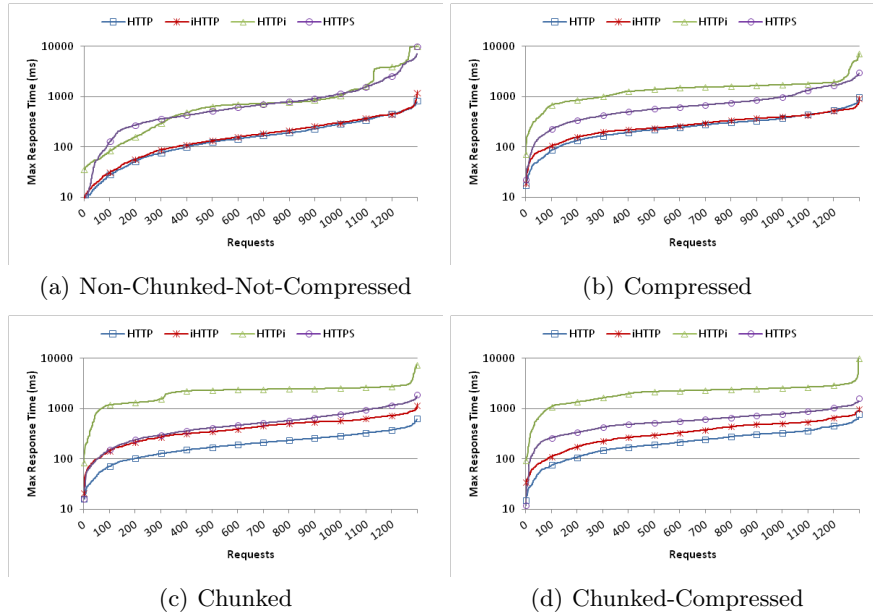 HTTP iHTTP HTTPi HTTPS
Max Response Time (ms)
10000
1000
100
10
0 100 200 300 400 500 600 700 800 900 1000 1100 1200
Requests
(a) Non-Chunked-Not-Compressed
HTTP iHTTP HTTPi HTTPS
Max Response Time (ms)
10000
1000
100
10
0 100 200 300 400 500 600 700 800 900 1000 1100 1200
Requests
(b) Compressed
HTTP iHTTP HTTPi HTTPS
Max Response Time (ms)
10000
1000
100
10
0 100 200 300 400 500 600 700 800 900 1000 1100 1200
Requests
(c) Chunked
HTTP iHTTP HTTPi HTTPS
Max Response Time (ms)
10000
1000
100
10
0 100 200 300 400 500 600 700 800 900 1000 1100 1200
Requests
(d) Chunked-Compressed